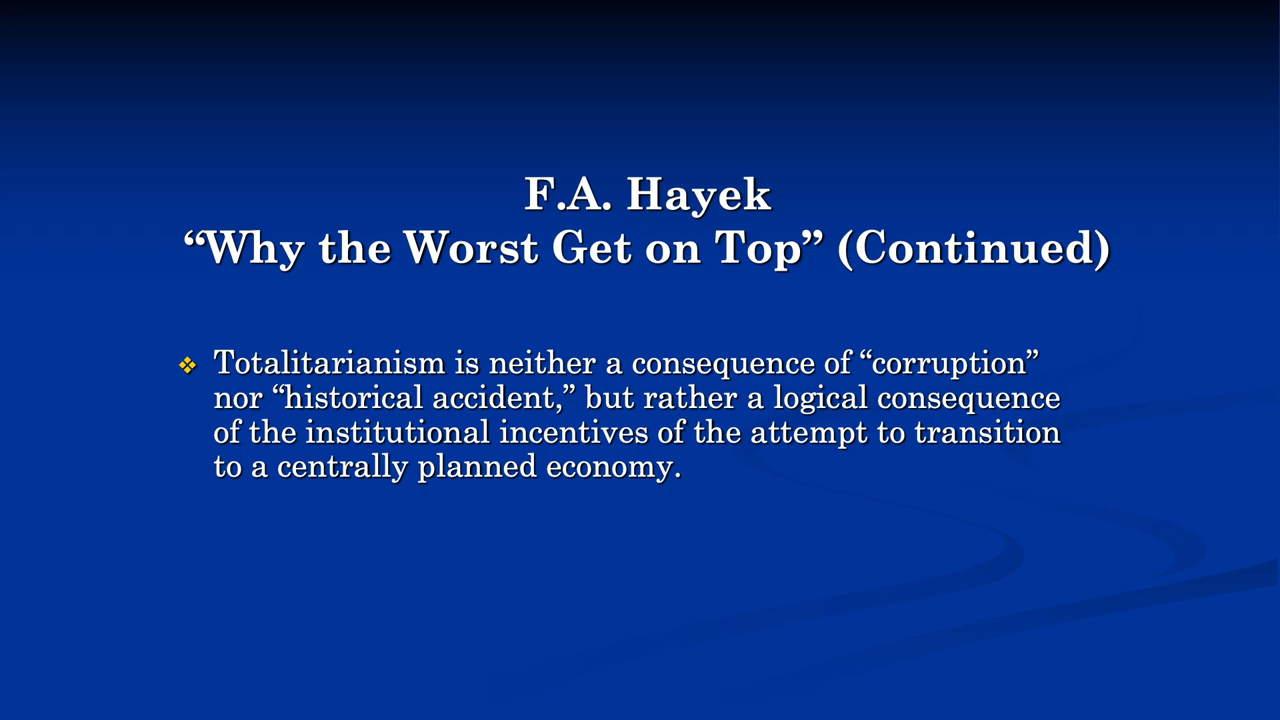 F.A. Hayek
“Why the Worst Get on Top” (Continued)
❖ Totalitarianism is neither a consequence of “corruption”
nor “historical accident,” but rather a logical consequence
of the institutional incentives of the attempt to transition
to a centrally planned economy.